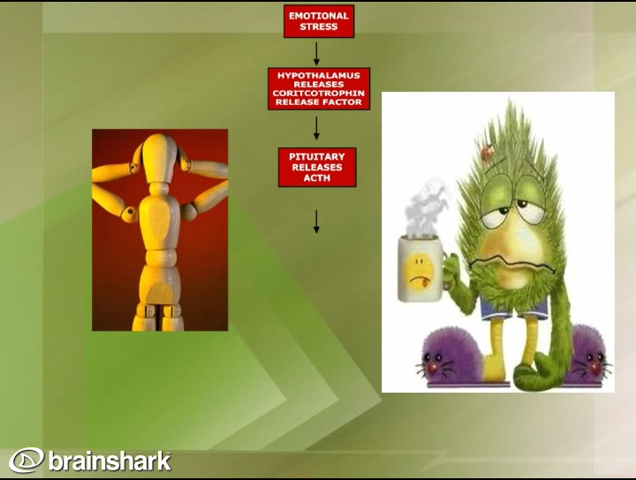 EMOTIONAL
STRESS
HYPOTHALAMUS
RELEASES
CORITCOTROPHIN
RELEASE FACTOR
PITUITARY
RELEASES
ACTH
brainshark